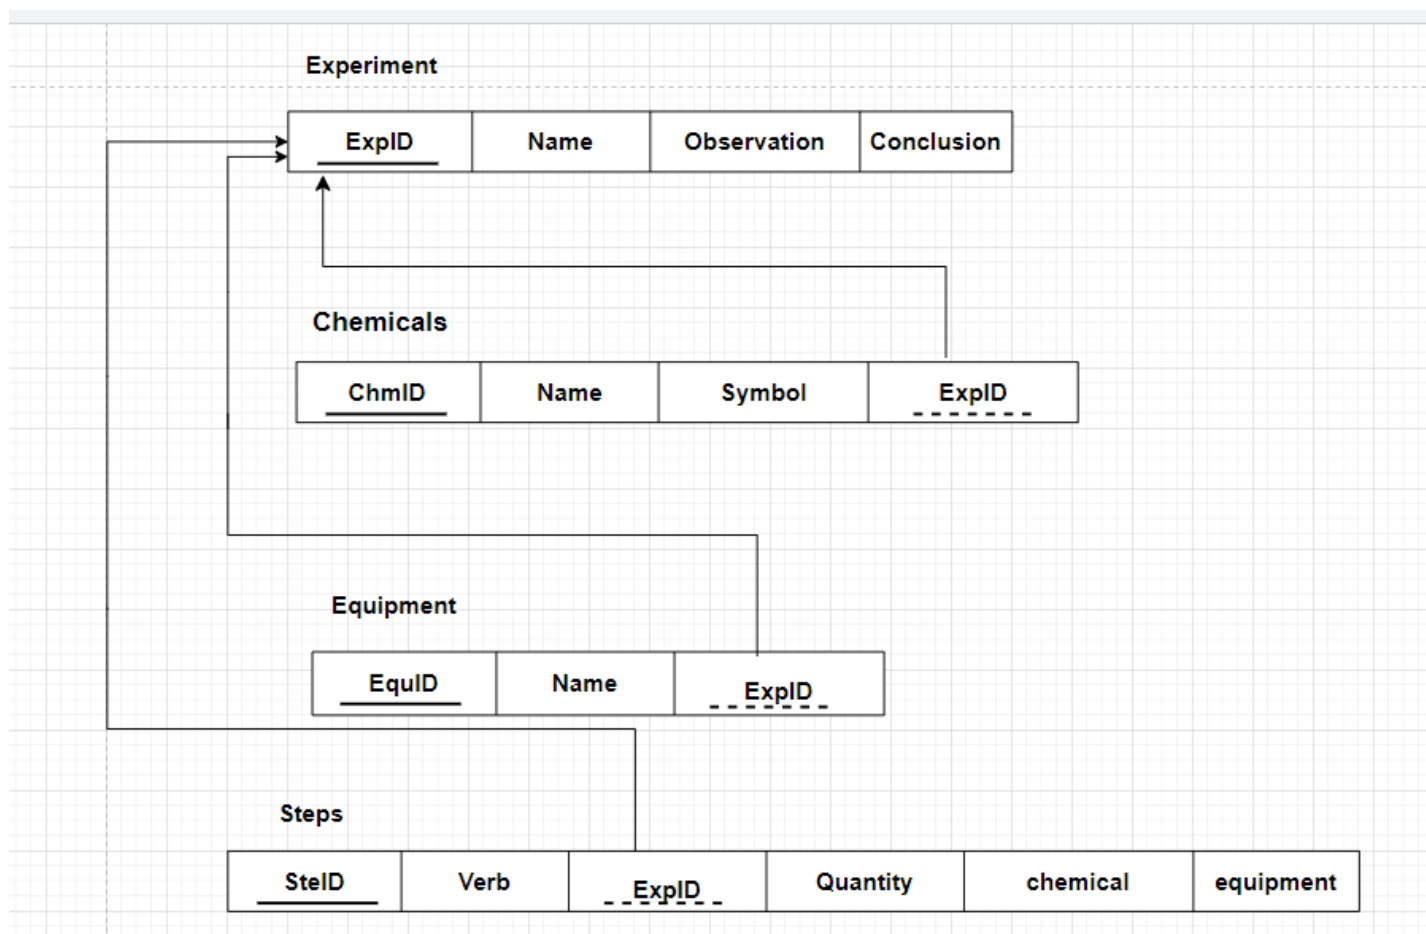 Experiment
ExpID Name Observation Conclusion
Chemicals
ChmID Name Symbol ExpID
Equipment
EquID Name ExpID
Steps
SteID Verb ExpID Quantity chemical equipment